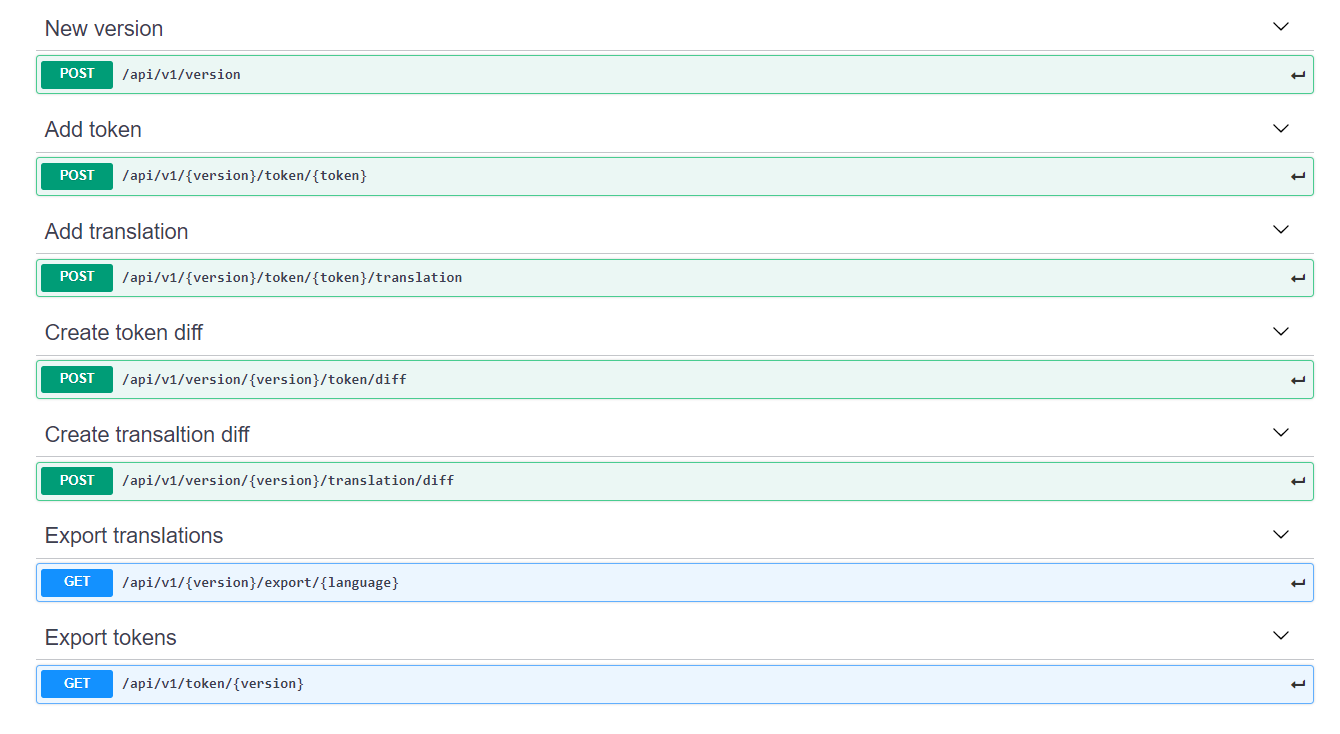 New version
POST /api/v1/version
Add token
POST /api/v1/{version}/token/{token}
Add translation
POST /api/v1/{version}/token/{token}/translation
Create token diff
POST /api/v1/version/{version}/token/diff
Create transaltion diff
POST /api/v1/version/{version}/translation/diff
Export translations
GET /api/v1/{version}/export/{language}
Export tokens
GET /api/v1/token/{version}